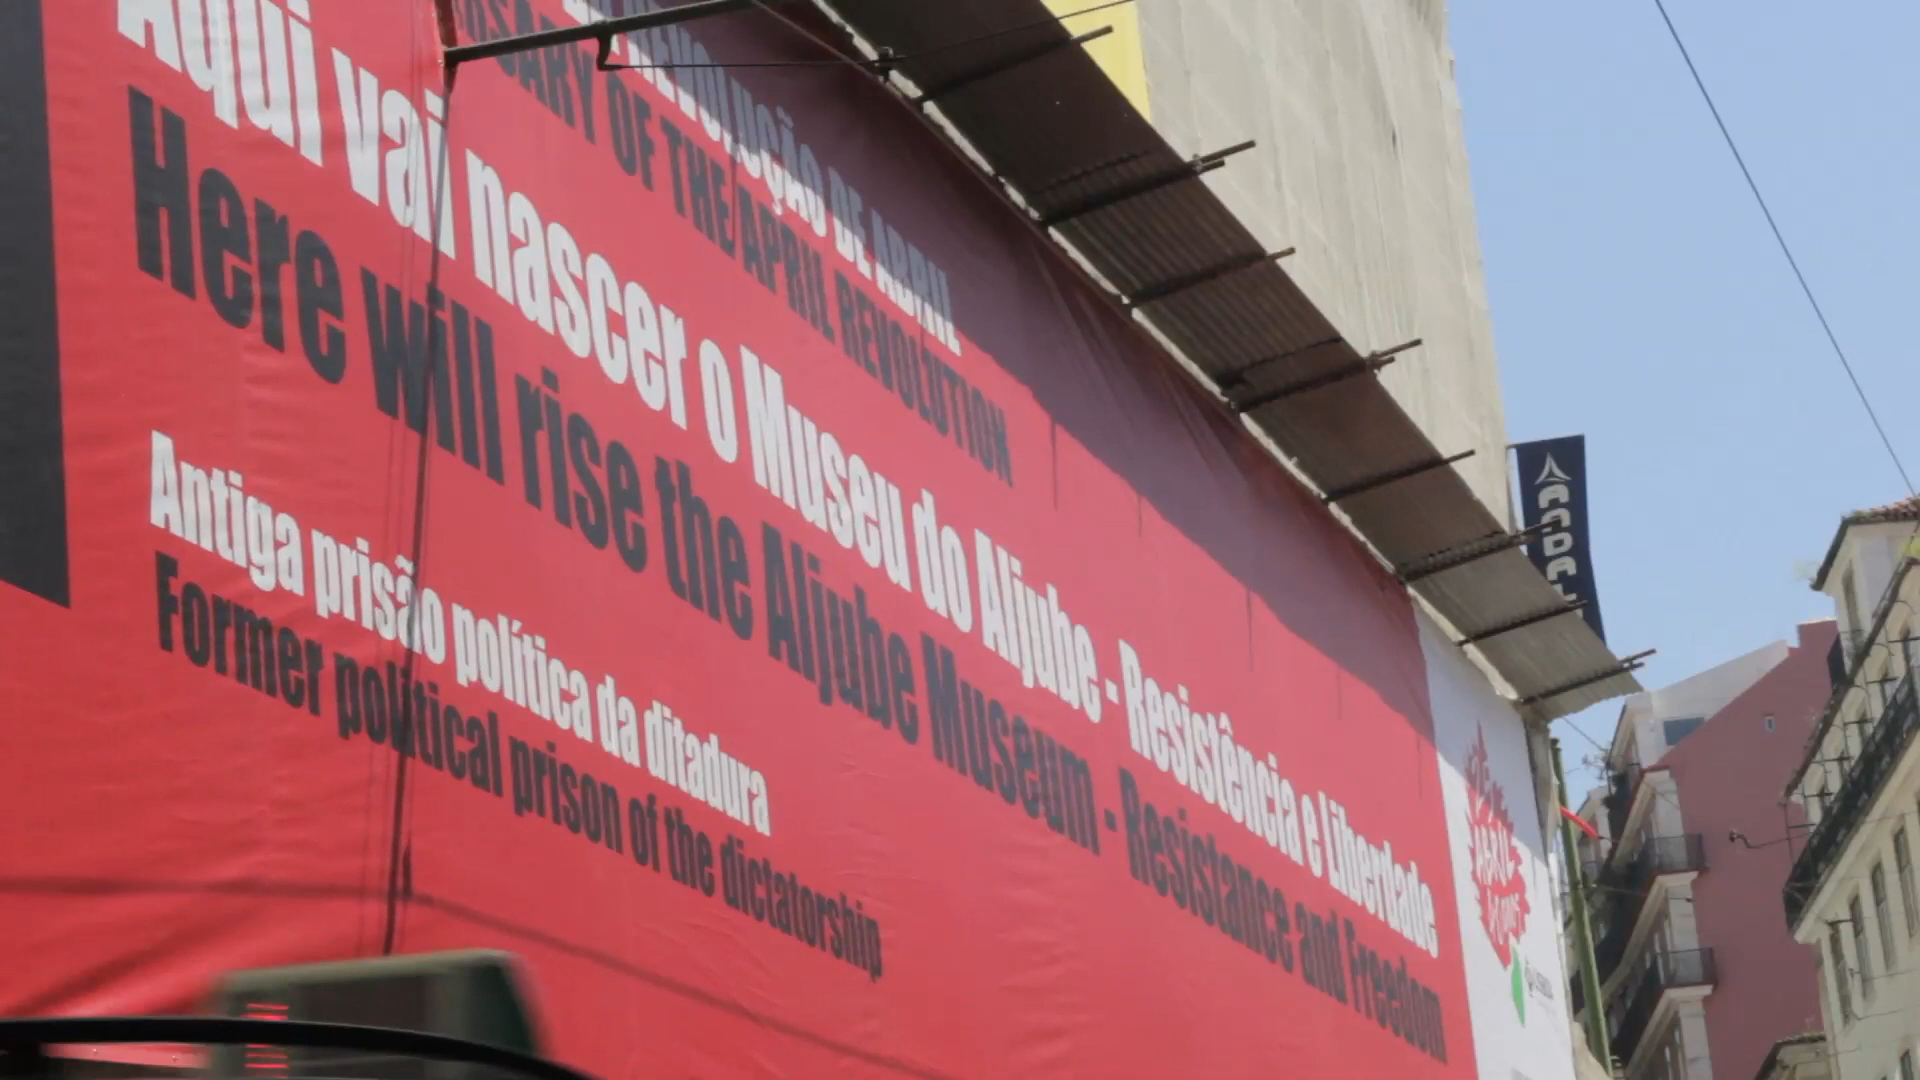 REVOLUÇÃO DE ABRIL
OF THE APRIL REVOLUTION
Aqui vai nascer o Museu do Aljube - Resistência e Liberdade
Here will rise the Aljube Museum - Resistance and Freedom
Antiga prisão política da ditadura
Former political prison of the dictatorship
ABRIL